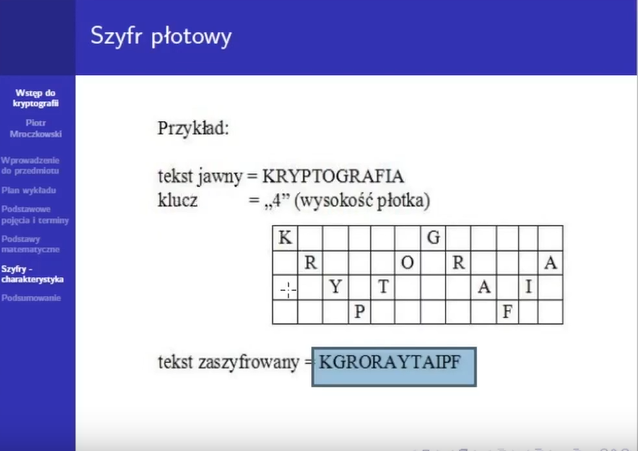 Szyfr płotowy
Wstęp do
kryptografii
Piotr
Mroczkowski
Wprowadzenie
do przedmiotu
Plan wykładu
Podstawowe
pojęcia i terminy
Podstawy
matematyczne
Szyfry -
charakterystyka
Podsumowanie
Przykład:
tekst jawny = KRYPTOGRAFIA
klucz = „4” (wysokość płotka)
K G
R O R A
Y T A I
P F
tekst zaszyfrowany = KGRORAYTAIPF